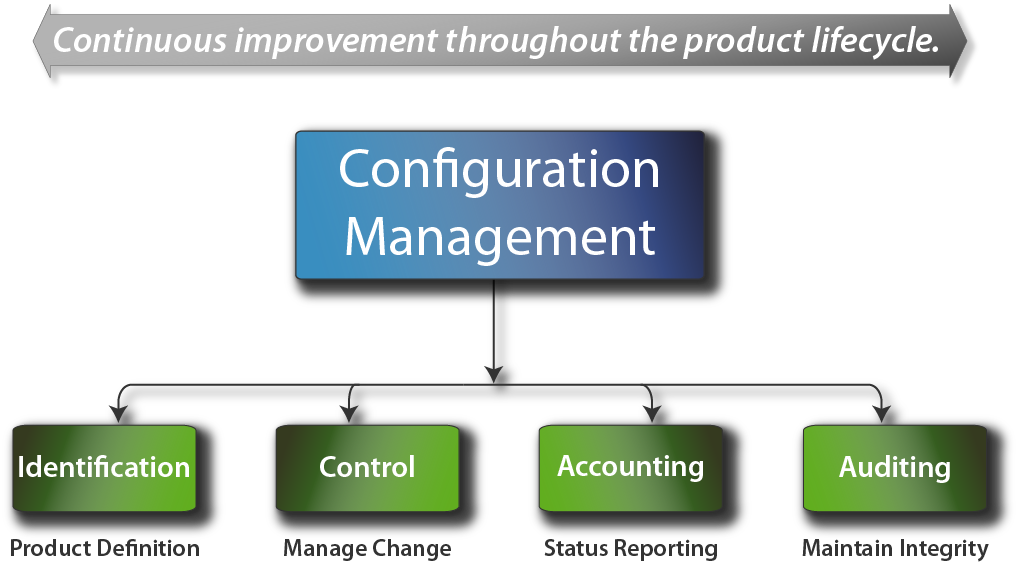 Continuous improvement throughout the product lifecycle.
Configuration
Management
Identification
Control
Accounting
Auditing
Product Definition
Manage Change
Status Reporting
Maintain Integrity